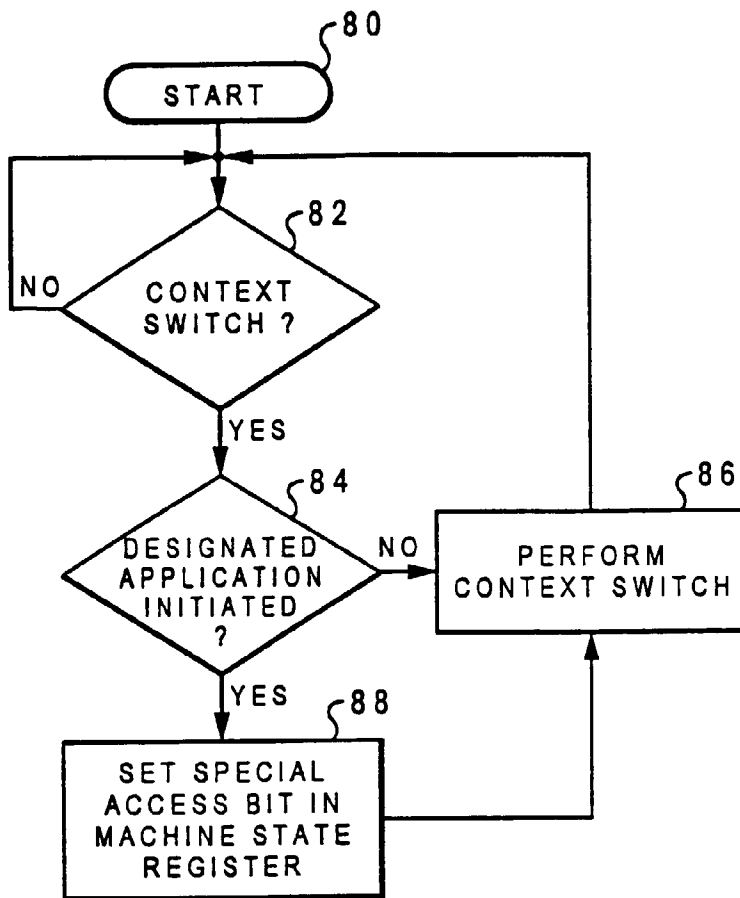 80
START
82
NO
CONTEXT
SWITCH ?
YES
84
DESIGNATED
APPLICATION
INITIATED
?
NO
86
PERFORM
CONTEXT SWITCH
YES
88
SET SPECIAL
ACCESS BIT IN
MACHINE STATE
REGISTER